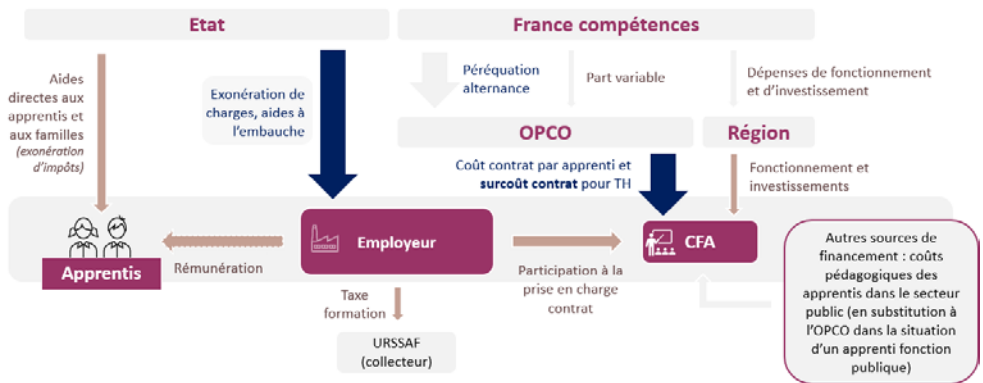 Etat
France compétences
Aides
directes aux
apprentis et
aux familles
(exonération
d'impôts)
Exonération de
charges, aides à
l'embauche
Péréquation
alternance
Part variable
Dépenses de fonctionnement
et d'investissement
OPCO
Région
Coût contrat par apprenti et
surcoût contrat pour TH
Fonctionnement et
investissements
Apprentis
Rémunération
Employeur
Participation à la
prise en charge
contrat
CFA
Taxe
formation
URSSAF
(collecteur)
Autres sources de
financement : coûts
pédagogiques des
apprentis dans le secteur
public (en substitution à
l'OPCO dans la situation
d'un apprenti fonction
publique)